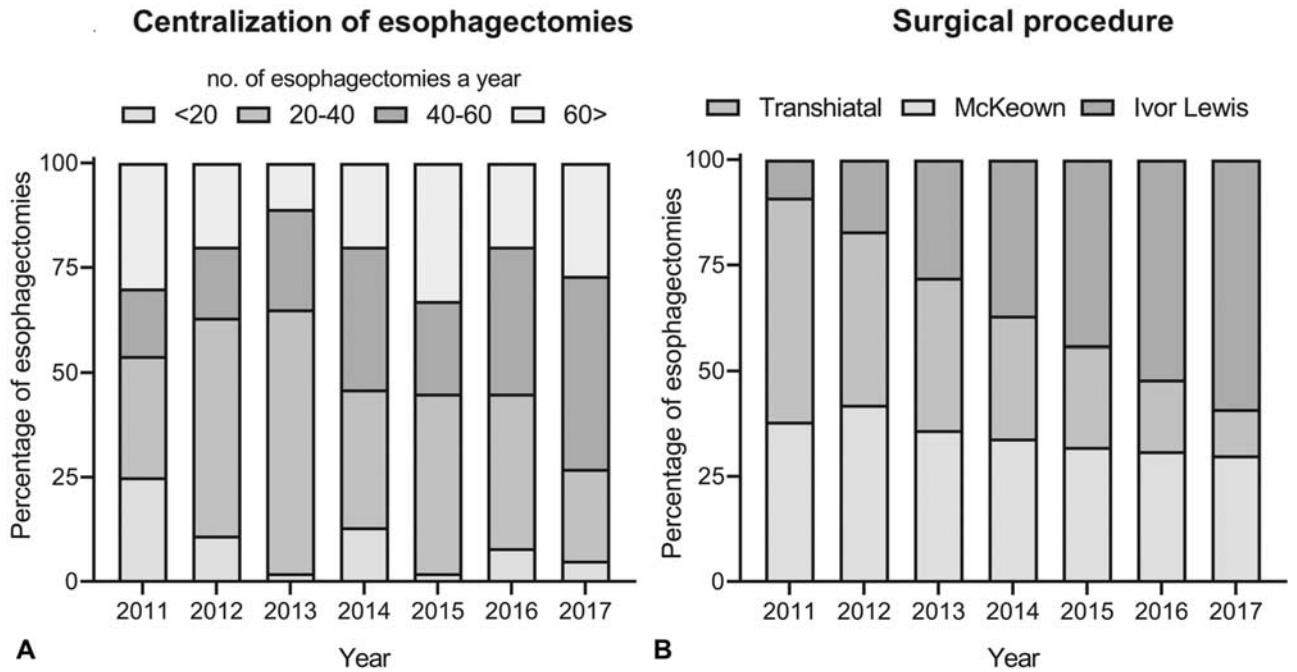 Centralization of esophagectomies
no. of esophagectomies a year
<20 20-40 40-60 60>
Percentage of esophagectomies
100
75
50
25
0
2011 2012 2013 2014 2015 2016 2017
Year
A
Surgical procedure
Transhiatal McKeown Ivor Lewis
Percentage of esophagectomies
100
75
50
25
0
2011 2012 2013 2014 2015 2016 2017
Year
B